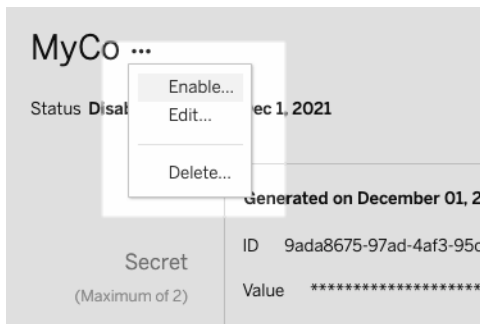 MyCo ...
Enable...
Status Disab ec 1, 2021
Edit...
Delete...
Generated on December 01, 2
Secret
ID 9ada8675-97ad-4af3-95c
(Maximum of 2)
Value ********************